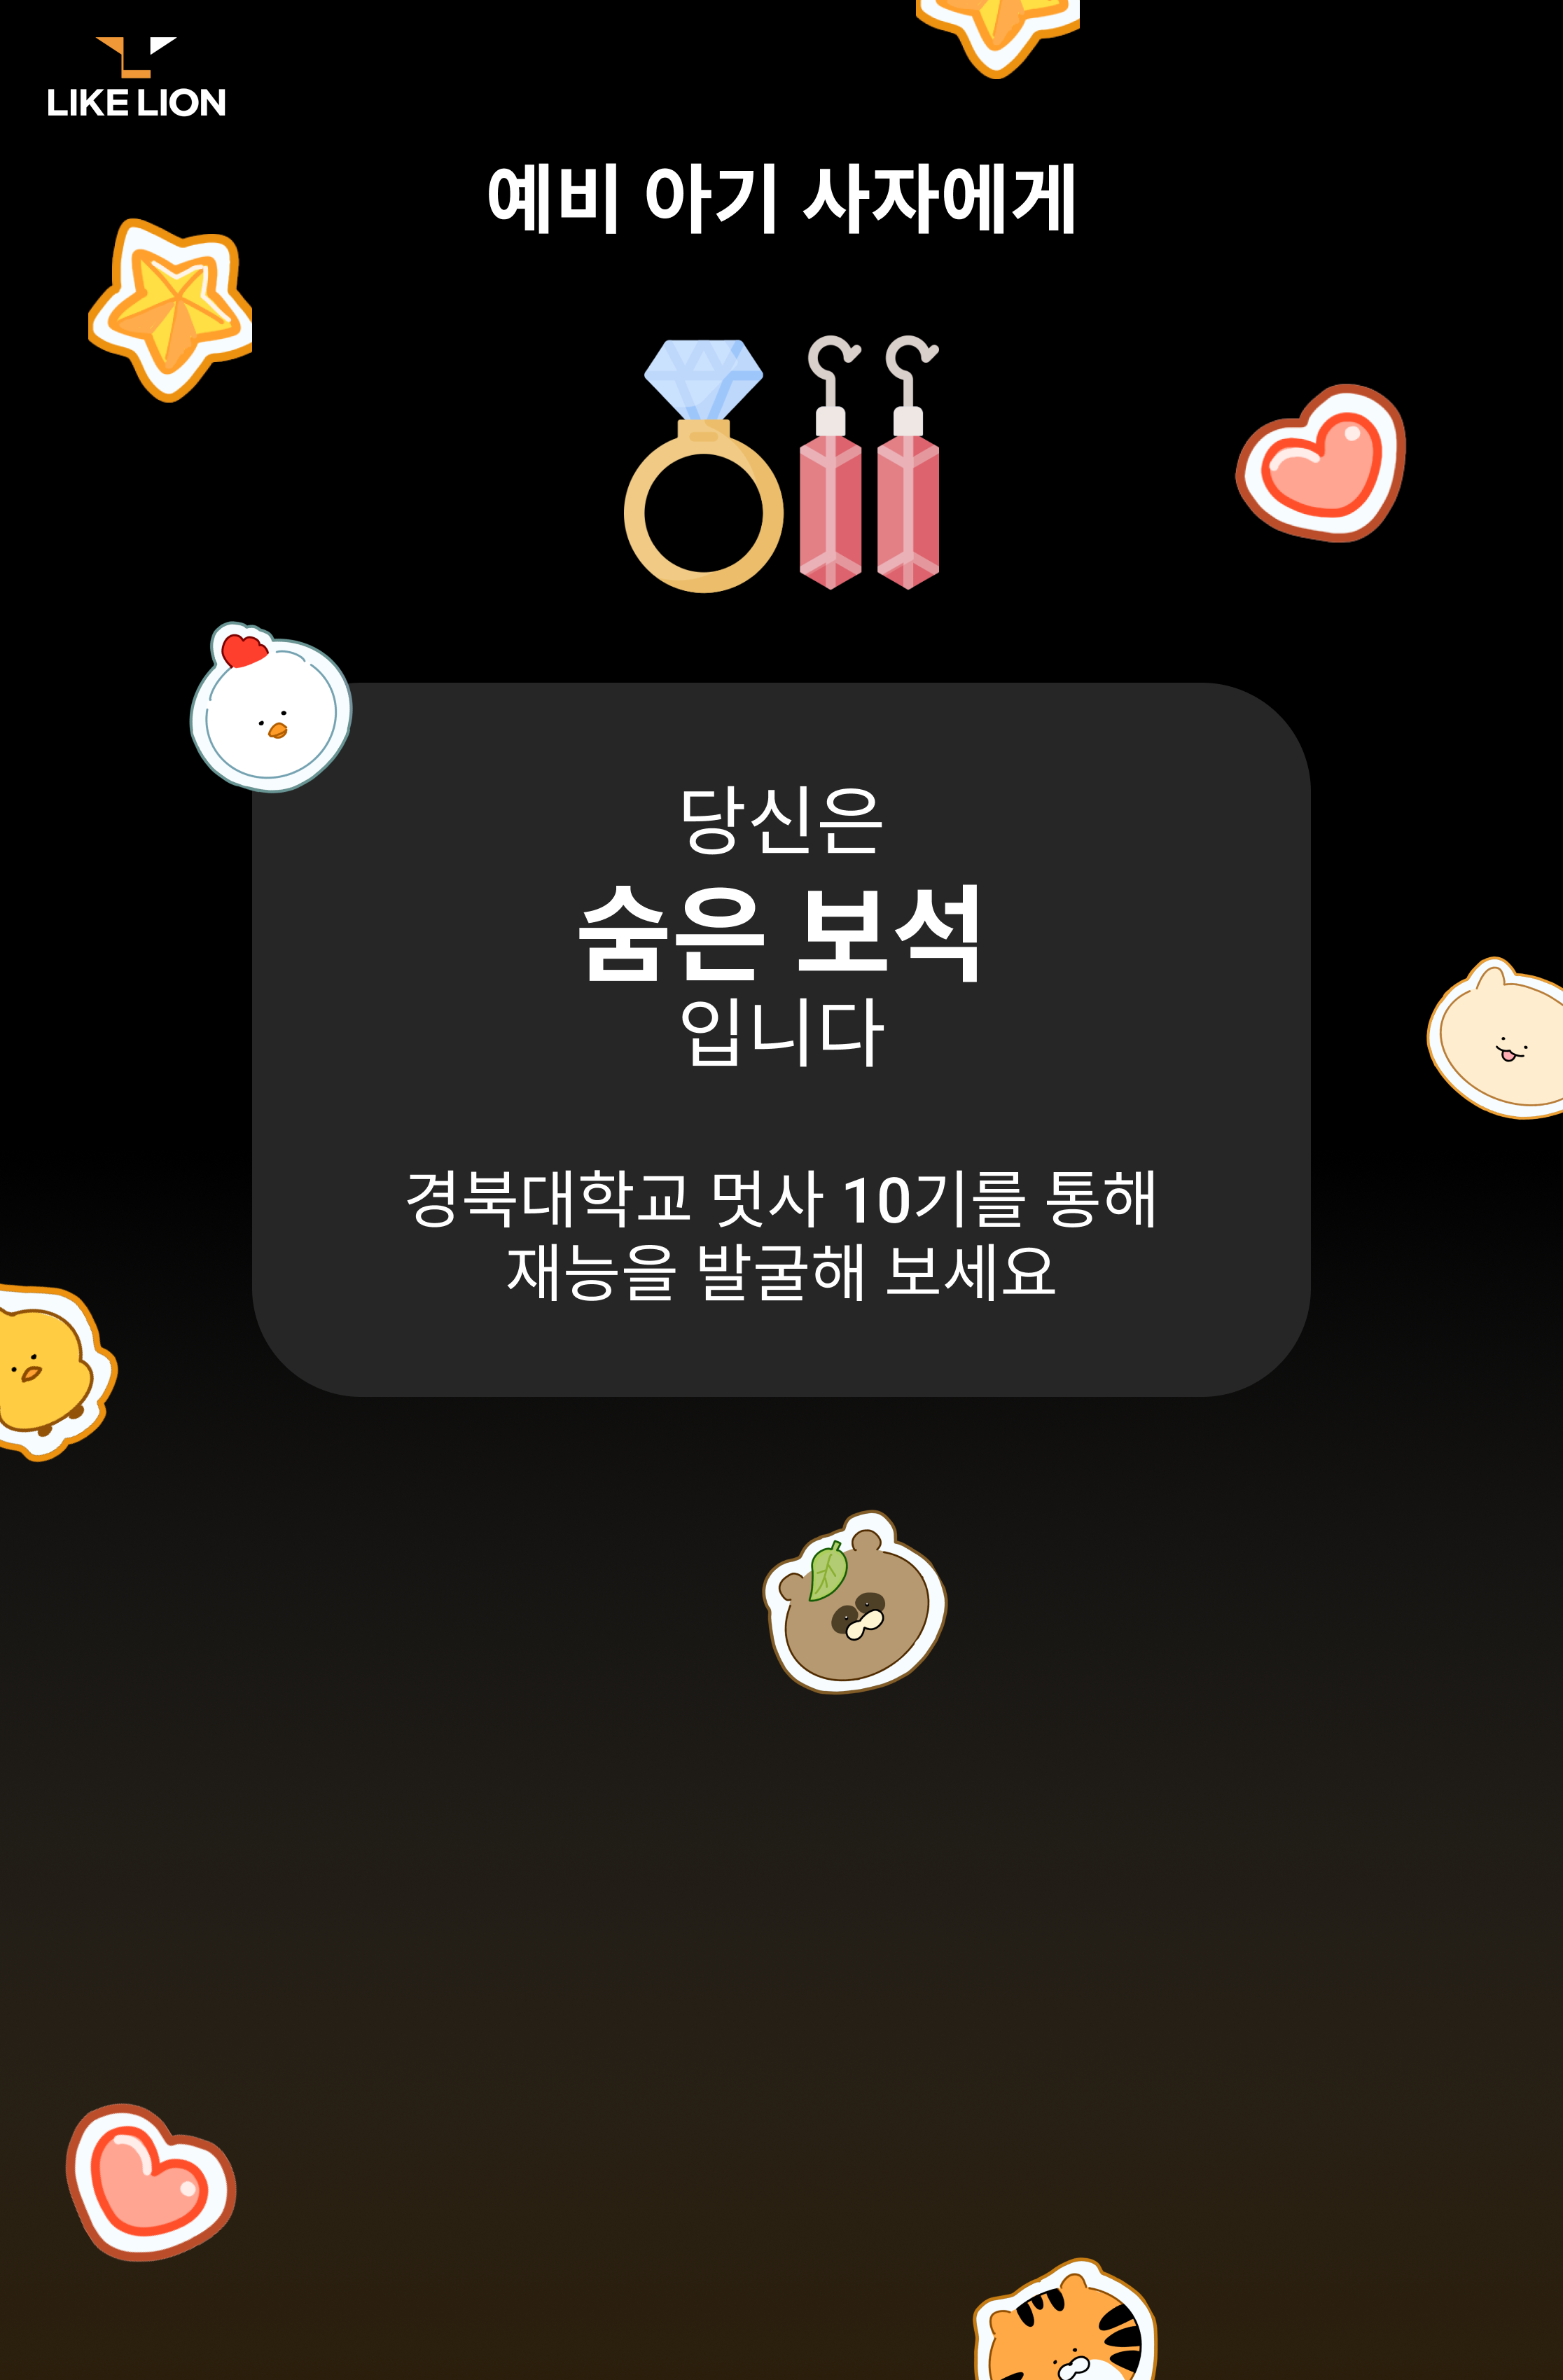 LIKE LION
예비 아기 사자에게
당신은
숨은 보석
입니다
경북대학교 멋사 10기를 통해
재능을 발굴해 보세요